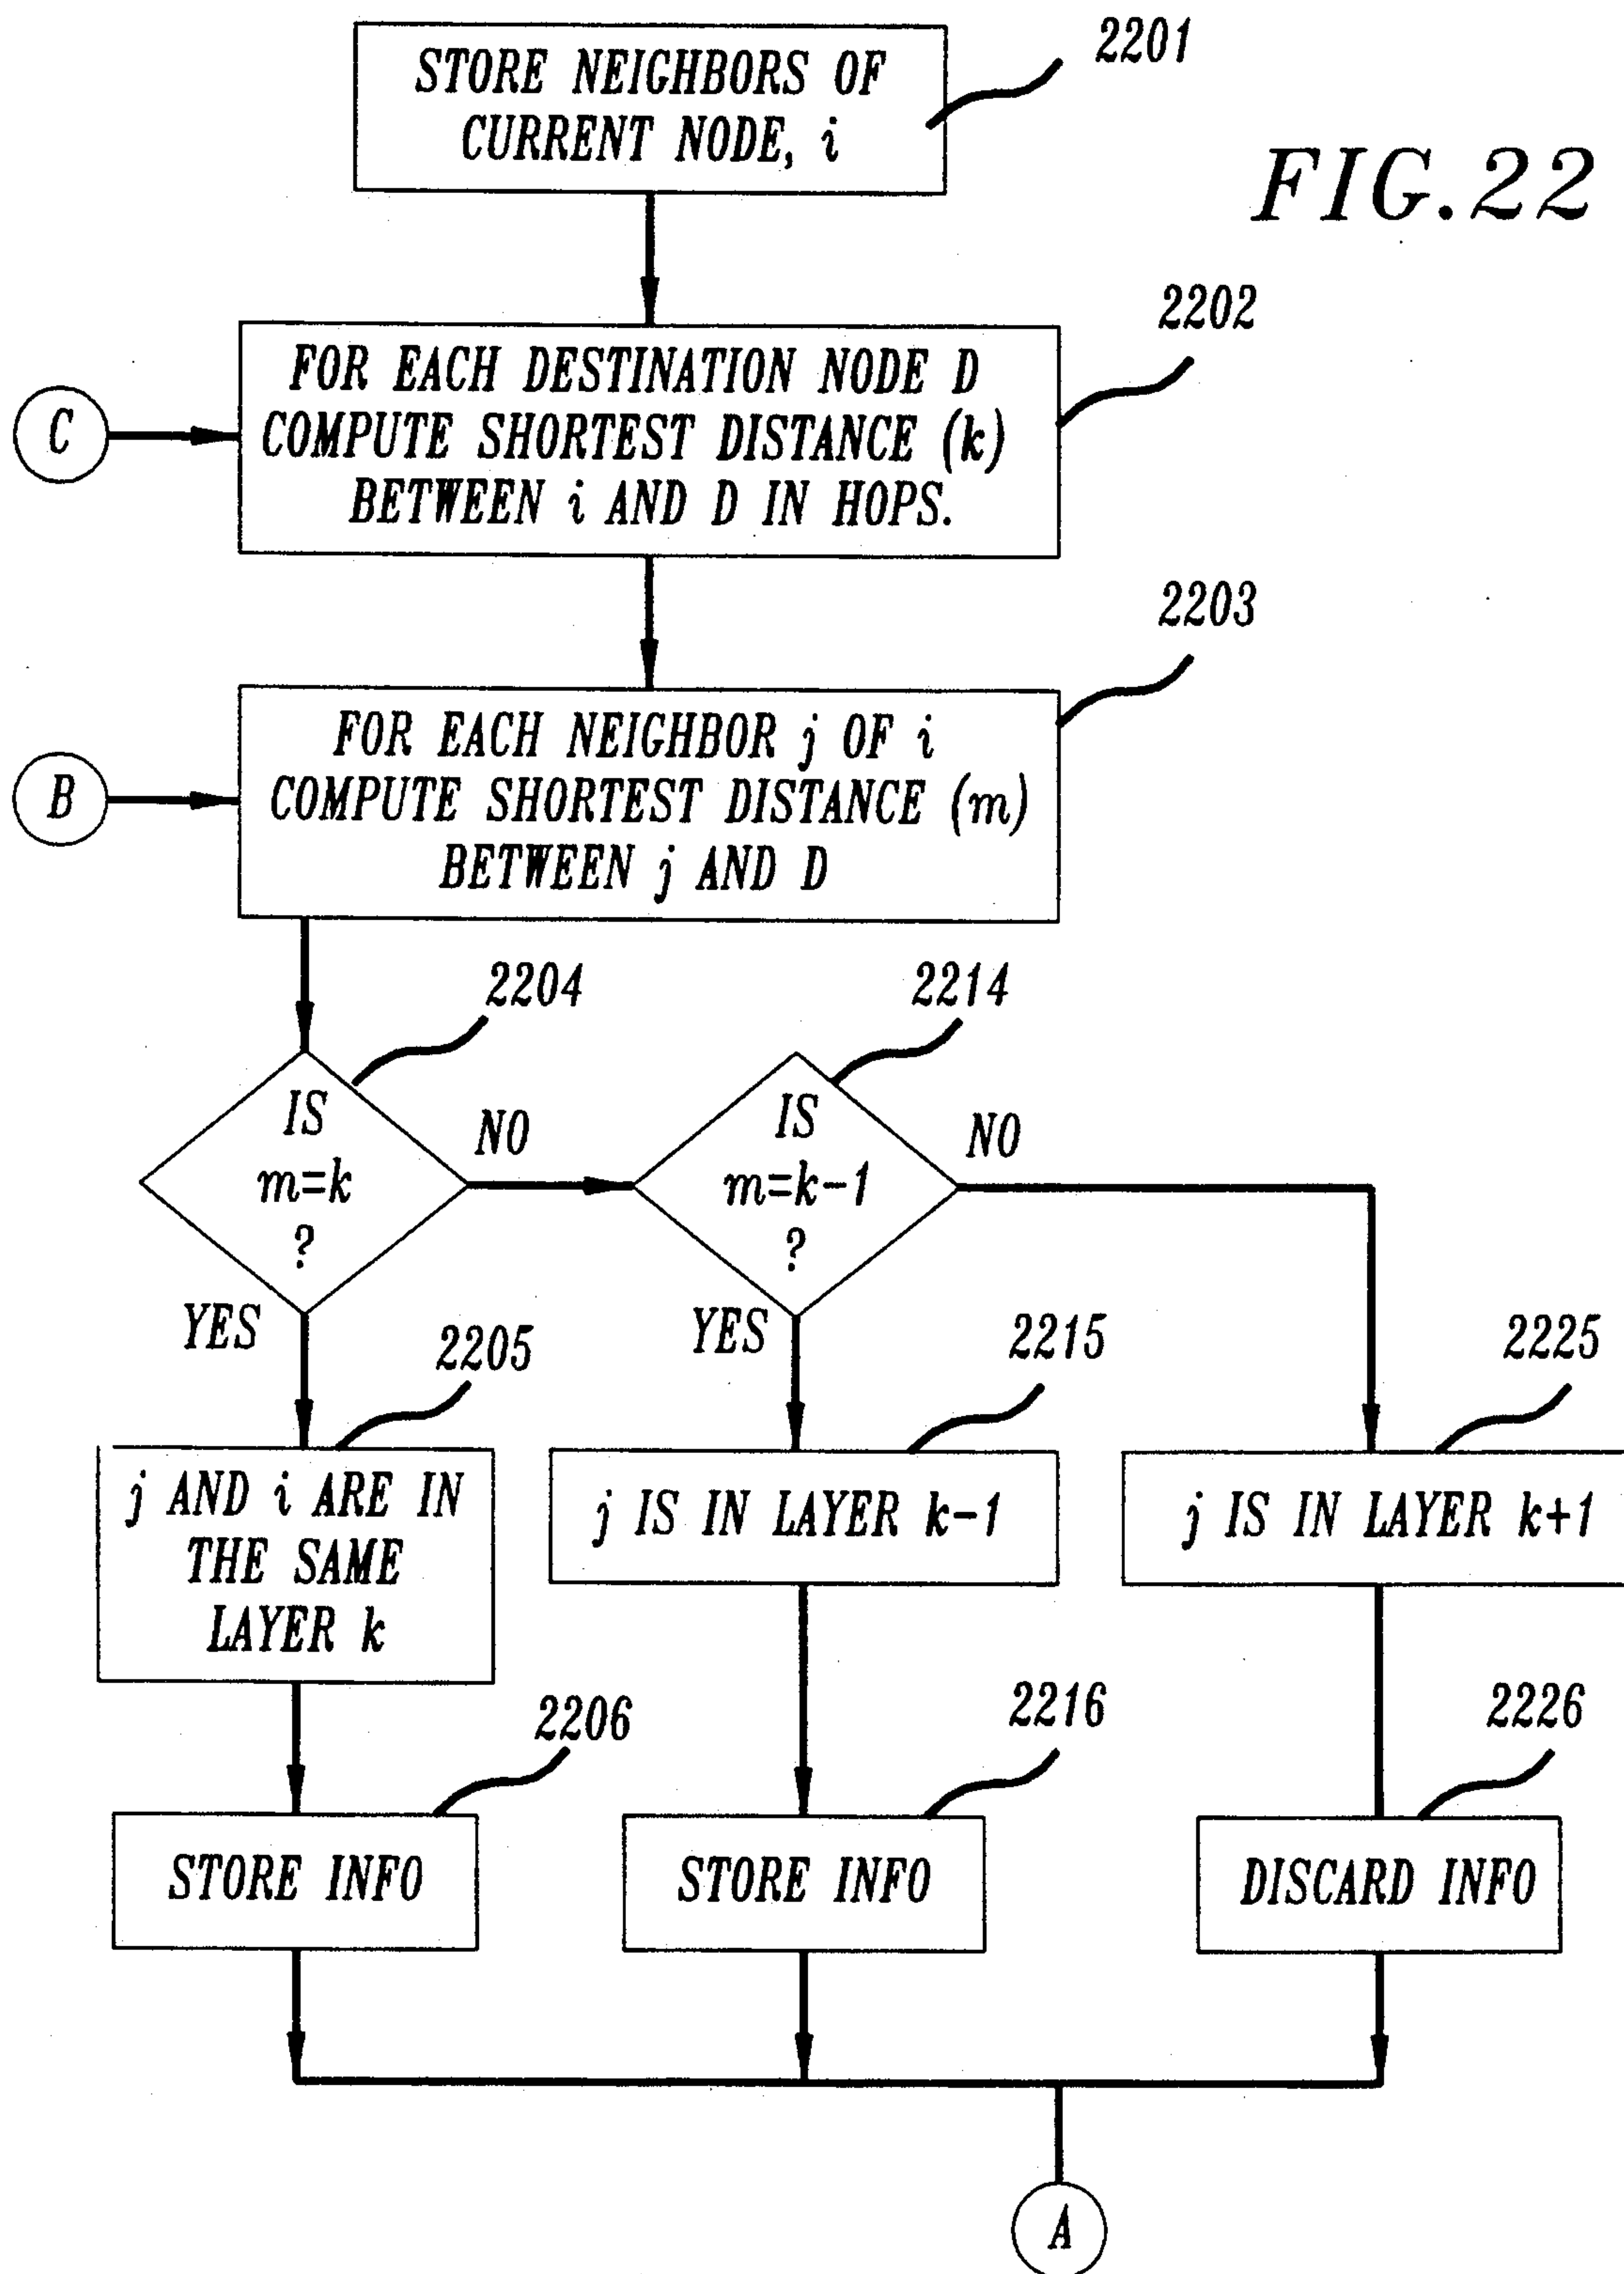 2201
STORE NEIGHBORS OF
CURRENT NODE, i
FIG.22
2202
FOR EACH DESTINATION NODE D
COMPUTE SHORTEST DISTANCE (k)
BETWEEN i AND D IN HOPS.
C
2203
FOR EACH NEIGHBOR j OF i
COMPUTE SHORTEST DISTANCE (m)
BETWEEN j AND D
B
2204
2214
IS
m=k
?
NO
IS
m=k-1
?
NO
YES
YES
2205
2215
2225
j AND i ARE IN
THE SAME
LAYER k
j IS IN LAYER k-1
j IS IN LAYER k+1
2206
2216
2226
STORE INFO
STORE INFO
DISCARD INFO
A